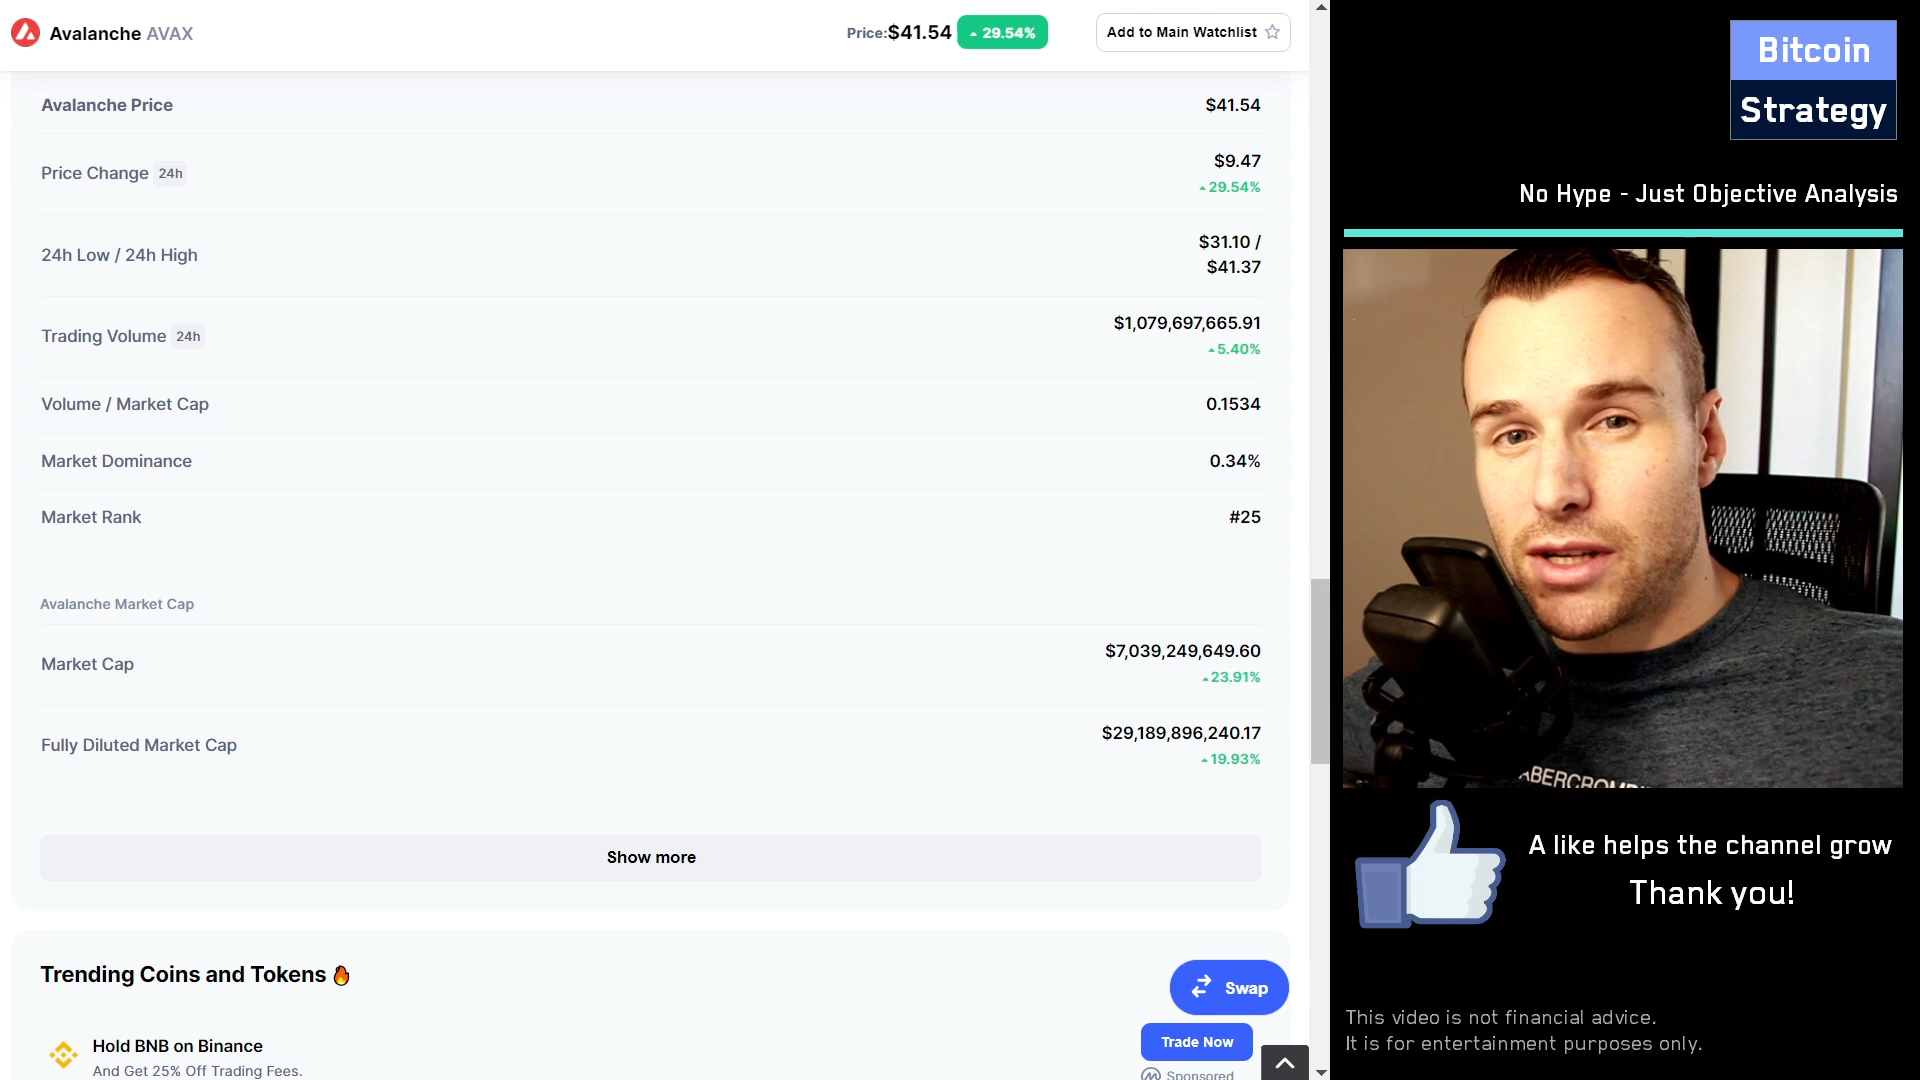 Avalanche AVAX
Price:$41.54 29.54%
Add to Main Watchlist
Avalanche Price
$41.54
Price Change 24h
$9.47
29.54%
24h Low / 24h High
$31.10 /
$41.37
Trading Volume 24h
$1,079,697,665.91
5.40%
Volume / Market Cap
0.1534
Market Dominance
0.34%
Market Rank
#25
Avalanche Market Cap
Market Cap
$7,039,249,649.60
23.91%
Fully Diluted Market Cap
$29,189,896,240.17
19.93%
Show more
Trending Coins and Tokens
Swap
Hold BNB on Binance
And Get 25% Off Trading Fees.
Trade Now
Sponsored
Bitcoin
Strategy
No Hype - Just Objective Analysis
A like helps the channel grow
Thank you!
This video is not financial advice.
It is for entertainment purposes only.